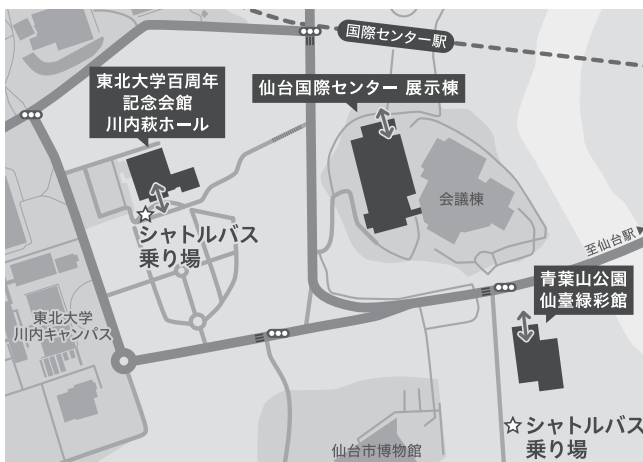 国際センター駅
東北大学百周年
記念会館
川内萩ホール
仙台国際センター 展示棟
会議棟
シャトルバス
乗り場
至仙台駅
青葉山公園
仙臺緑彩館
東北大学
川内キャンパス
シャトルバス
乗り場
仙台市博物館